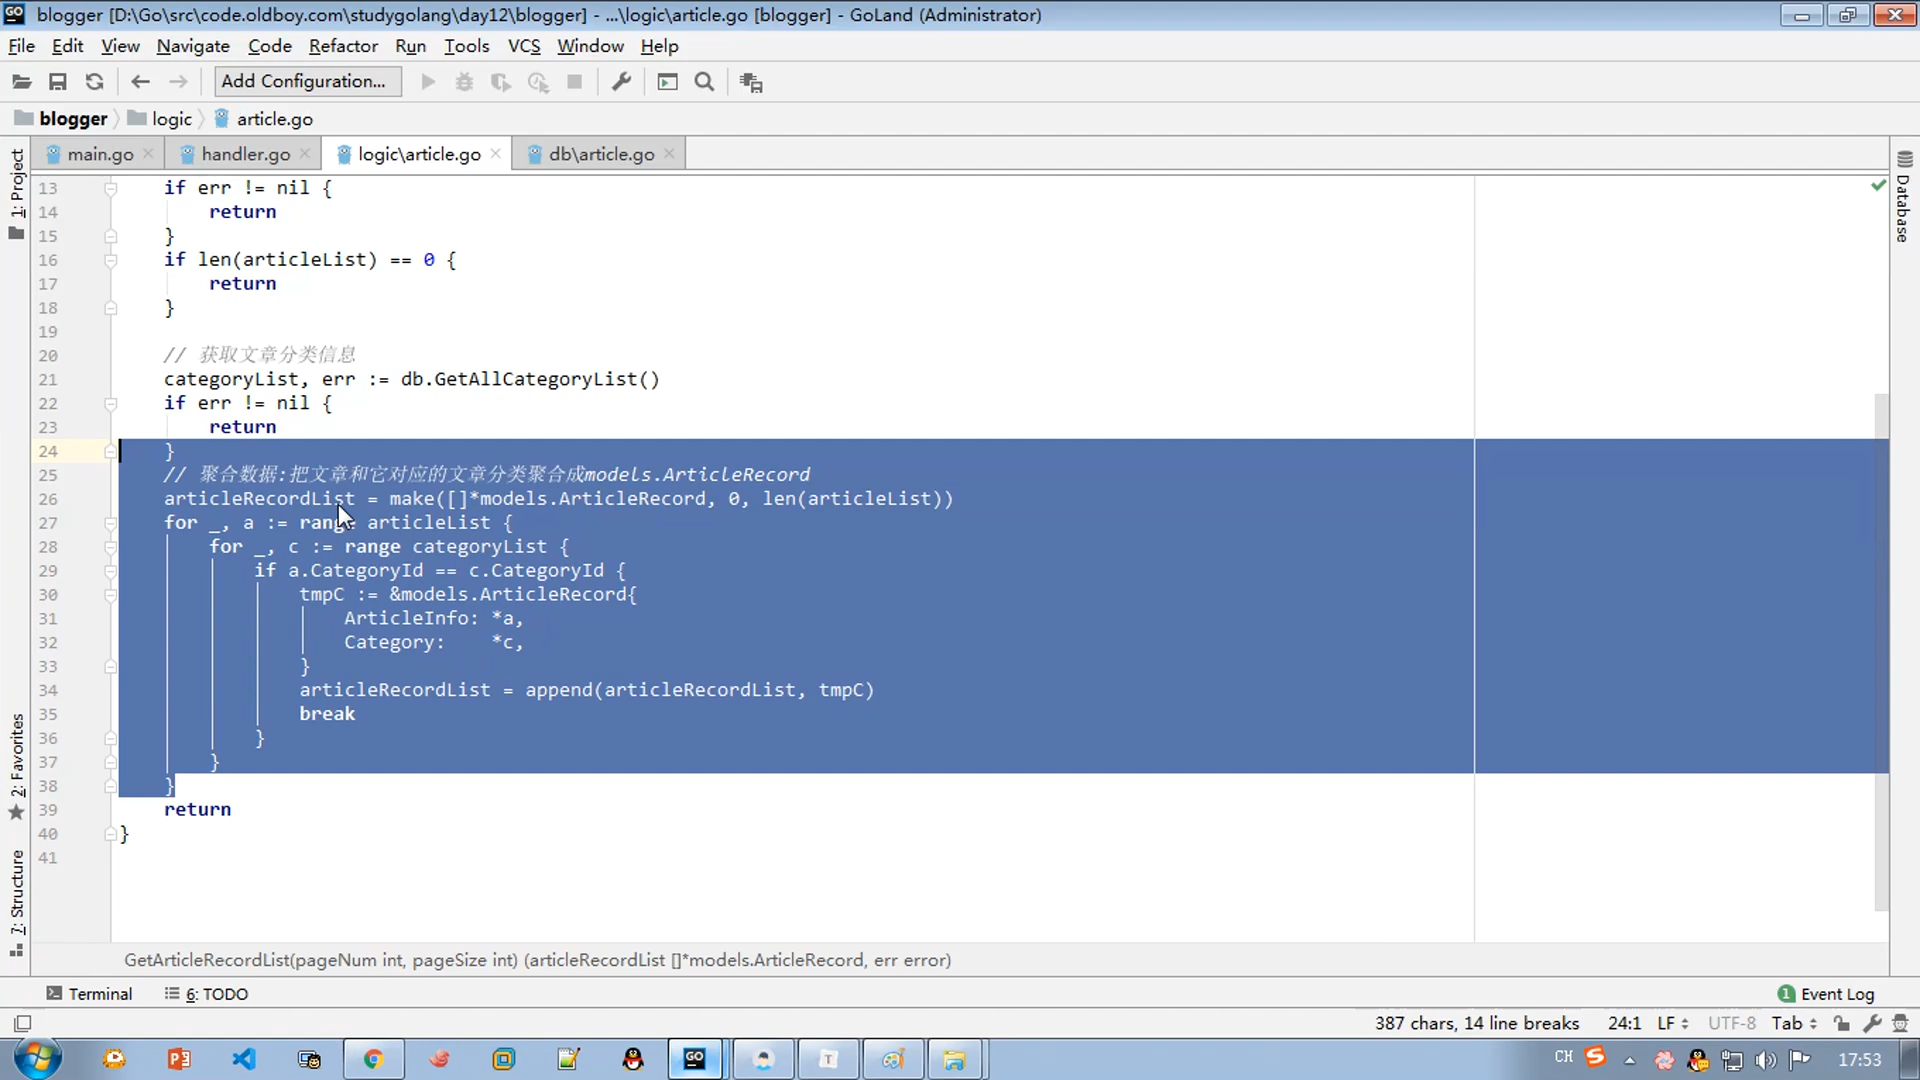 blogger [D:\Go\src\code.oldboy.com\studygolang\day12\blogger] - ...\logic\article.go [blogger] - GoLand (Administrator)
File Edit View Navigate Code Refactor Run Tools VCS Window Help
Add Configuration...
blogger logic article.go
main.go handler.go logic\article.go db\article.go
1: Project
Database
13 if err != nil {
14 return
15 }
16 if len(articleList) == 0 {
17 return
18 }
19
20 // 获取文章分类信息
21 categoryList, err := db.GetAllCategoryList()
22 if err != nil {
23 return
24 }
25 // 聚合数据:把文章和它对应的文章分类聚合成models.ArticleRecord
26 articleRecordList = make([]*models.ArticleRecord, 0, len(articleList))
27 for _, a := range articleList {
28 for _, c := range categoryList {
29 if a.CategoryId == c.CategoryId {
30 tmpC := &models.ArticleRecord{
31 ArticleInfo: *a,
32 Category: *c,
33 }
34 articleRecordList = append(articleRecordList, tmpC)
35 break
36 }
37 }
38 }
39 return
40 }
41
2: Favorites
7: Structure
GetArticleRecordList(pageNum int, pageSize int) (articleRecordList []*models.ArticleRecord, err error)
Terminal 6: TODO 1 Event Log
387 chars, 14 line breaks 24:1 LF UTF-8 Tab
GO T CH S 17:53